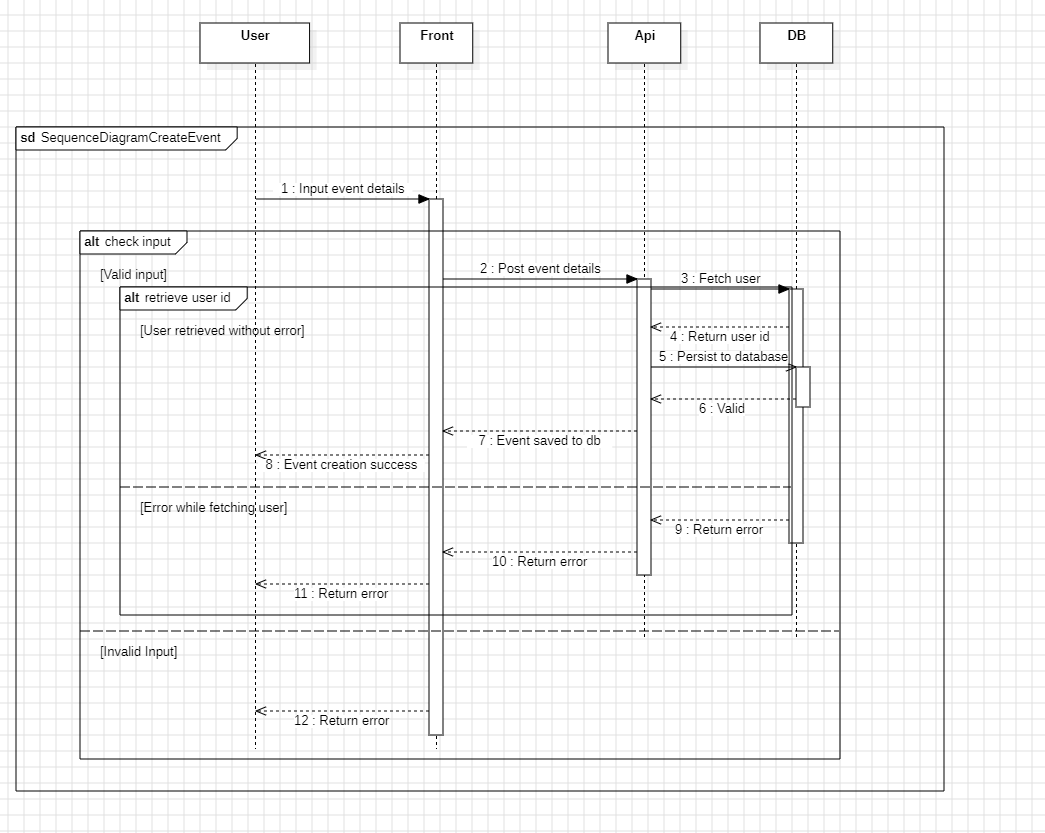 User
Front
Api
DB
sd SequenceDiagramCreateEvent
1 : Input event details
alt check input
[Valid input]
2 : Post event details
3 : Fetch user
alt retrieve user id
[User retrieved without error]
4 : Return user id
5 : Persist to database
6 : Valid
7 : Event saved to db
8 : Event creation success
[Error while fetching user]
9 : Return error
10 : Return error
11 : Return error
[Invalid Input]
12 : Return error